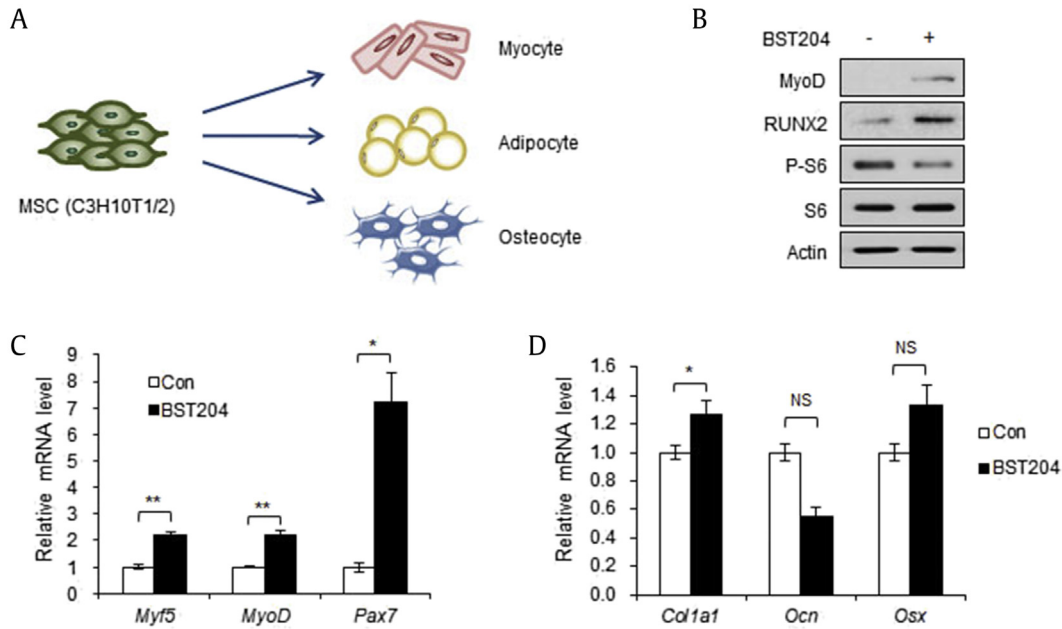 A
Myocyte
Adipocyte
MSC (C3H10T1/2)
Osteocyte
B
BST204 - +
MyoD
RUNX2
P-S6
S6
Actin
C
Relative mRNA level
9
8
7
6
5
4
3
2
1
0
Con
BST204
**
**
*
Myf5 MyoD Pax7
D
Relative mRNA level
1.6
1.4
1.2
1.0
0.8
0.6
0.4
0.2
0.0
*
NS
NS
Con
BST204
Col1a1 Ocn Osx